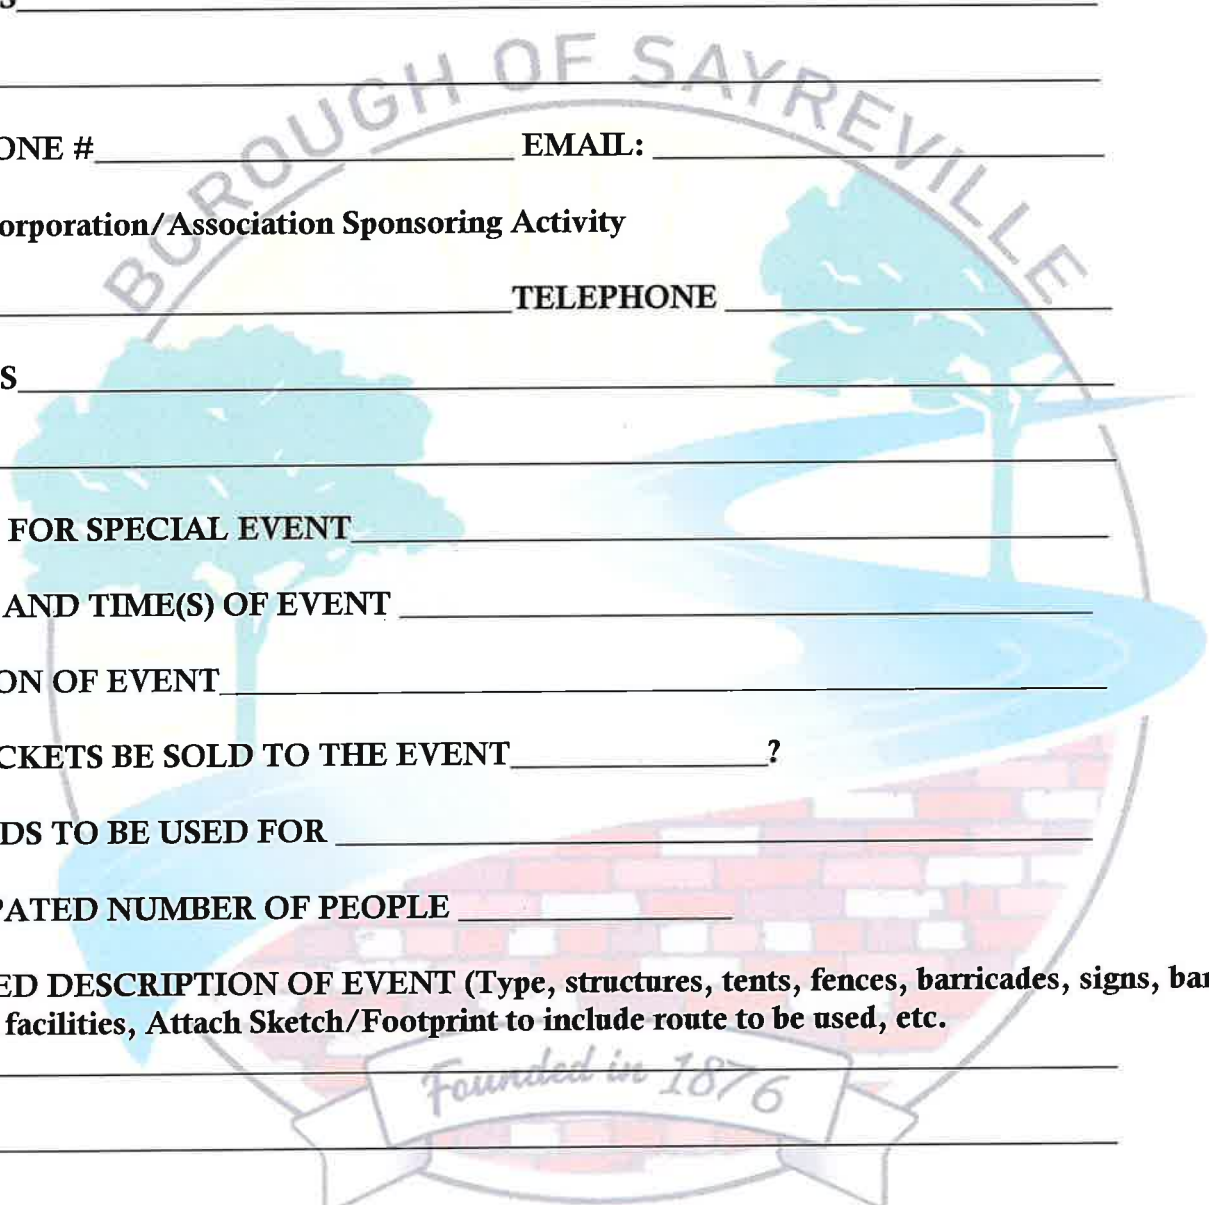 S
BOROUGH OF SAYREVILLE
ONE # EMAIL:
orporation/Association Sponsoring Activity
TELEPHONE
S
FOR SPECIAL EVENT
AND TIME(S) OF EVENT
ON OF EVENT
CKETS BE SOLD TO THE EVENT ?
DS TO BE USED FOR
PATED NUMBER OF PEOPLE
ED DESCRIPTION OF EVENT (Type, structures, tents, fences, barricades, signs, ban
facilities, Attach Sketch/Footprint to include route to be used, etc.
Founded in 1876